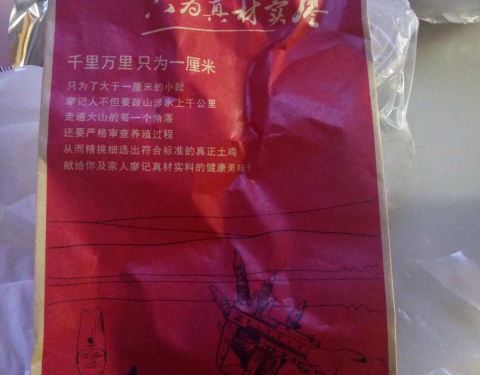 只为真材实料
千里万里只为一厘米
只为了大于一厘米的小趾
廖记人不但要跋山涉水上千公里
走遍大山的每一个角落
还要严格审查养殖过程
从而精挑细选出符合标准的真正土鸡
献给你及家人廖记真材实料的健康美味！